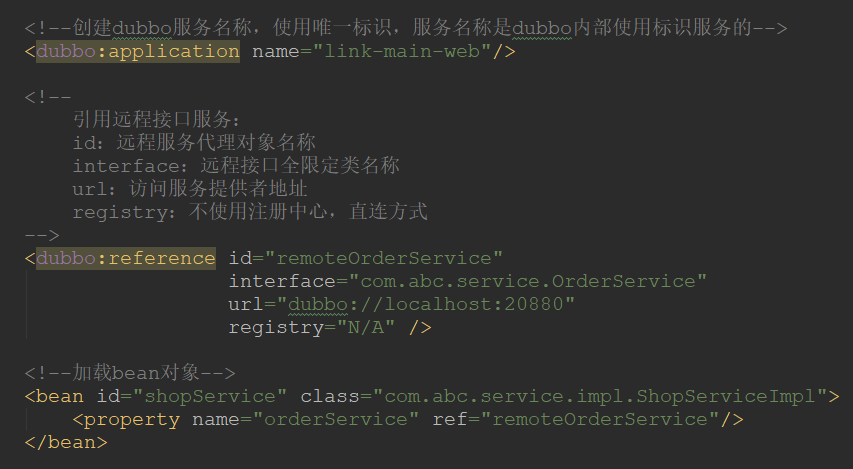 <!--创建dubbo服务名称，使用唯一标识，服务名称是dubbo内部使用标识服务的-->
<dubbo:application name="link-main-web"/>
<!--
引用远程接口服务：
id：远程服务代理对象名称
interface：远程接口全限定类名称
url：访问服务提供者地址
registry：不使用注册中心，直连方式
-->
<dubbo:reference id="remoteOrderService"
interface="com.abc.service.OrderService"
url="dubbo://localhost:20880"
registry="N/A" />
<!--加载bean对象-->
<bean id="shopService" class="com.abc.service.impl.ShopServiceImpl">
<property name="orderService" ref="remoteOrderService"/>
</bean>